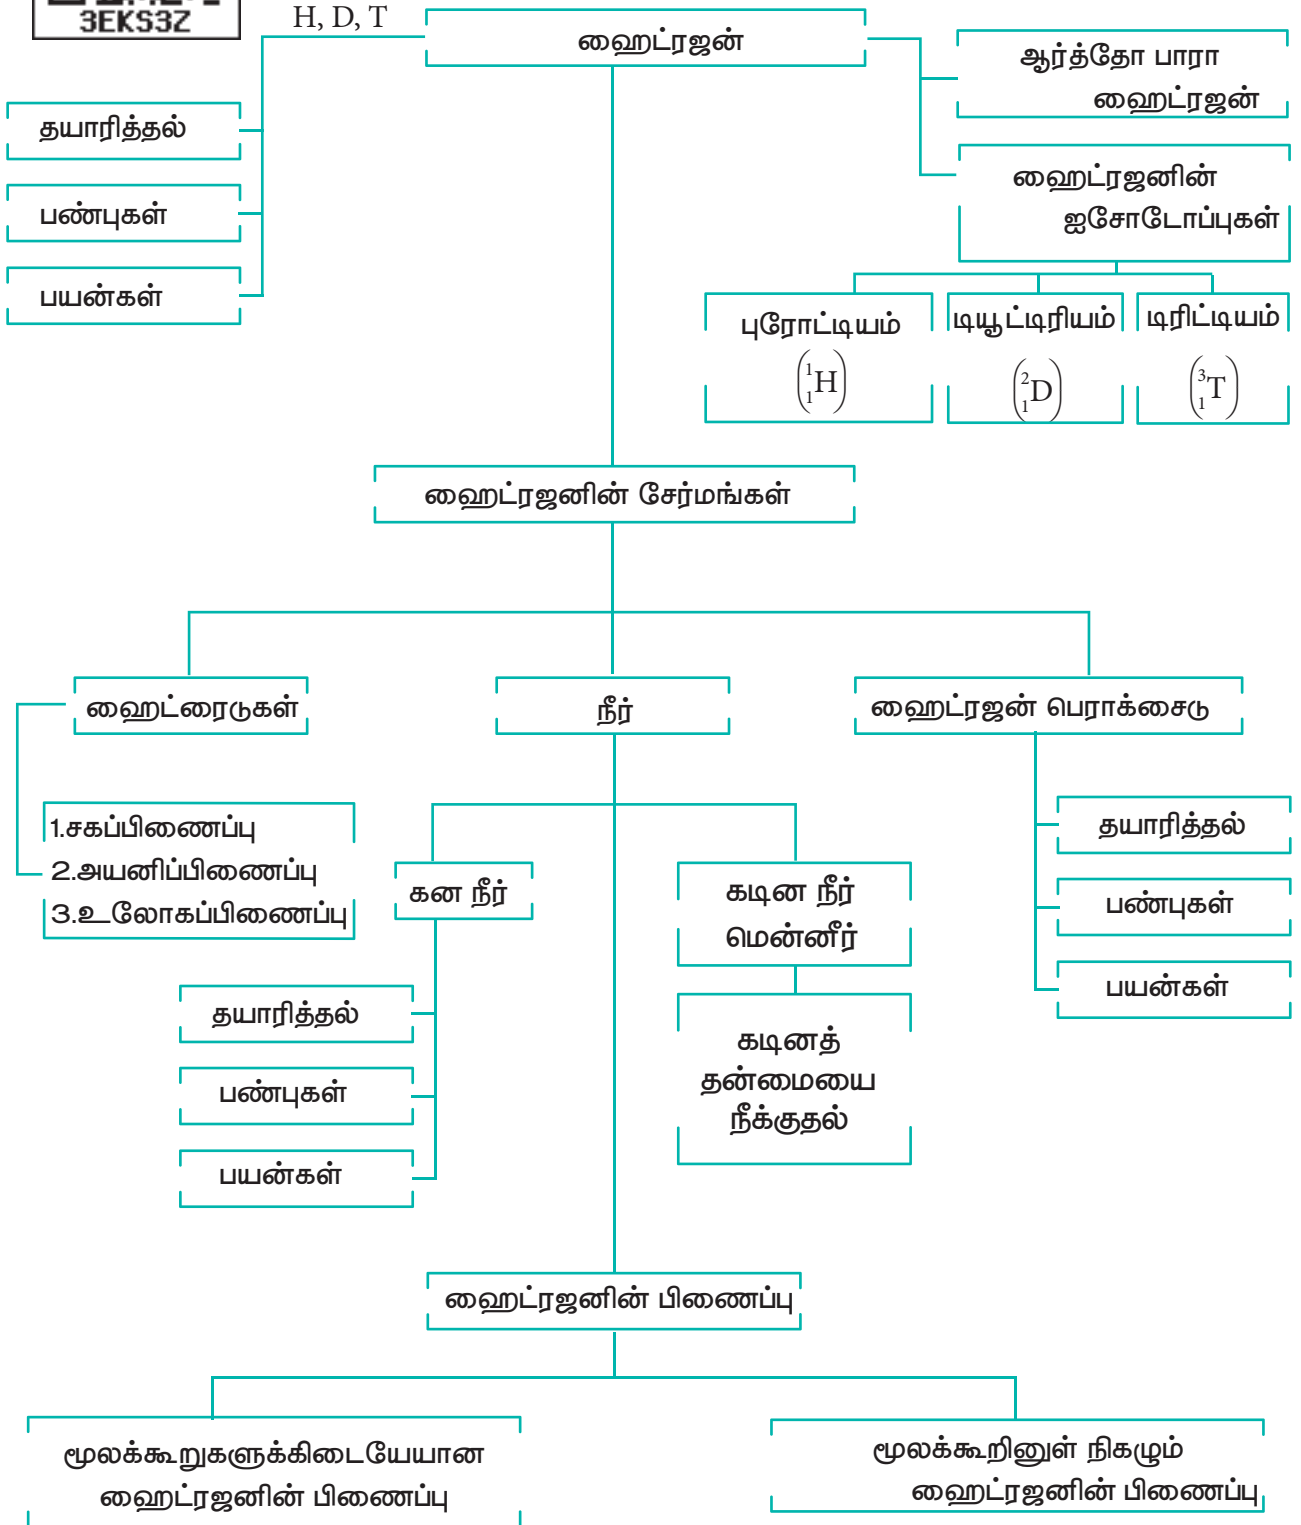 3EKS3Z
H, D, T
ஹைட்ரஜன்
ஆர்த்தோ பாரா
ஹைட்ரஜன்
தயாரித்தல்
பண்புகள்
பயன்கள்
ஹைட்ரஜனின்
ஐசோடோப்புகள்
புரோட்டியம்
(¹₁H)
டியூட்டிரியம்
(²₁D)
டிரிட்டியம்
(³₁T)
ஹைட்ரஜனின் சேர்மங்கள்
ஹைட்ரைடுகள்
1.சகப்பிணைப்பு
2.அயனிப்பிணைப்பு
3.உலோகப்பிணைப்பு
நீர்
ஹைட்ரஜன் பெராக்சைடு
தயாரித்தல்
பண்புகள்
பயன்கள்
கன நீர்
தயாரித்தல்
பண்புகள்
பயன்கள்
கடின நீர்
மென்னீர்
கடினத்
தன்மையை
நீக்குதல்
ஹைட்ரஜனின் பிணைப்பு
மூலக்கூறுகளுக்கிடையேயான
ஹைட்ரஜனின் பிணைப்பு
மூலக்கூறினுள் நிகழும்
ஹைட்ரஜனின் பிணைப்பு